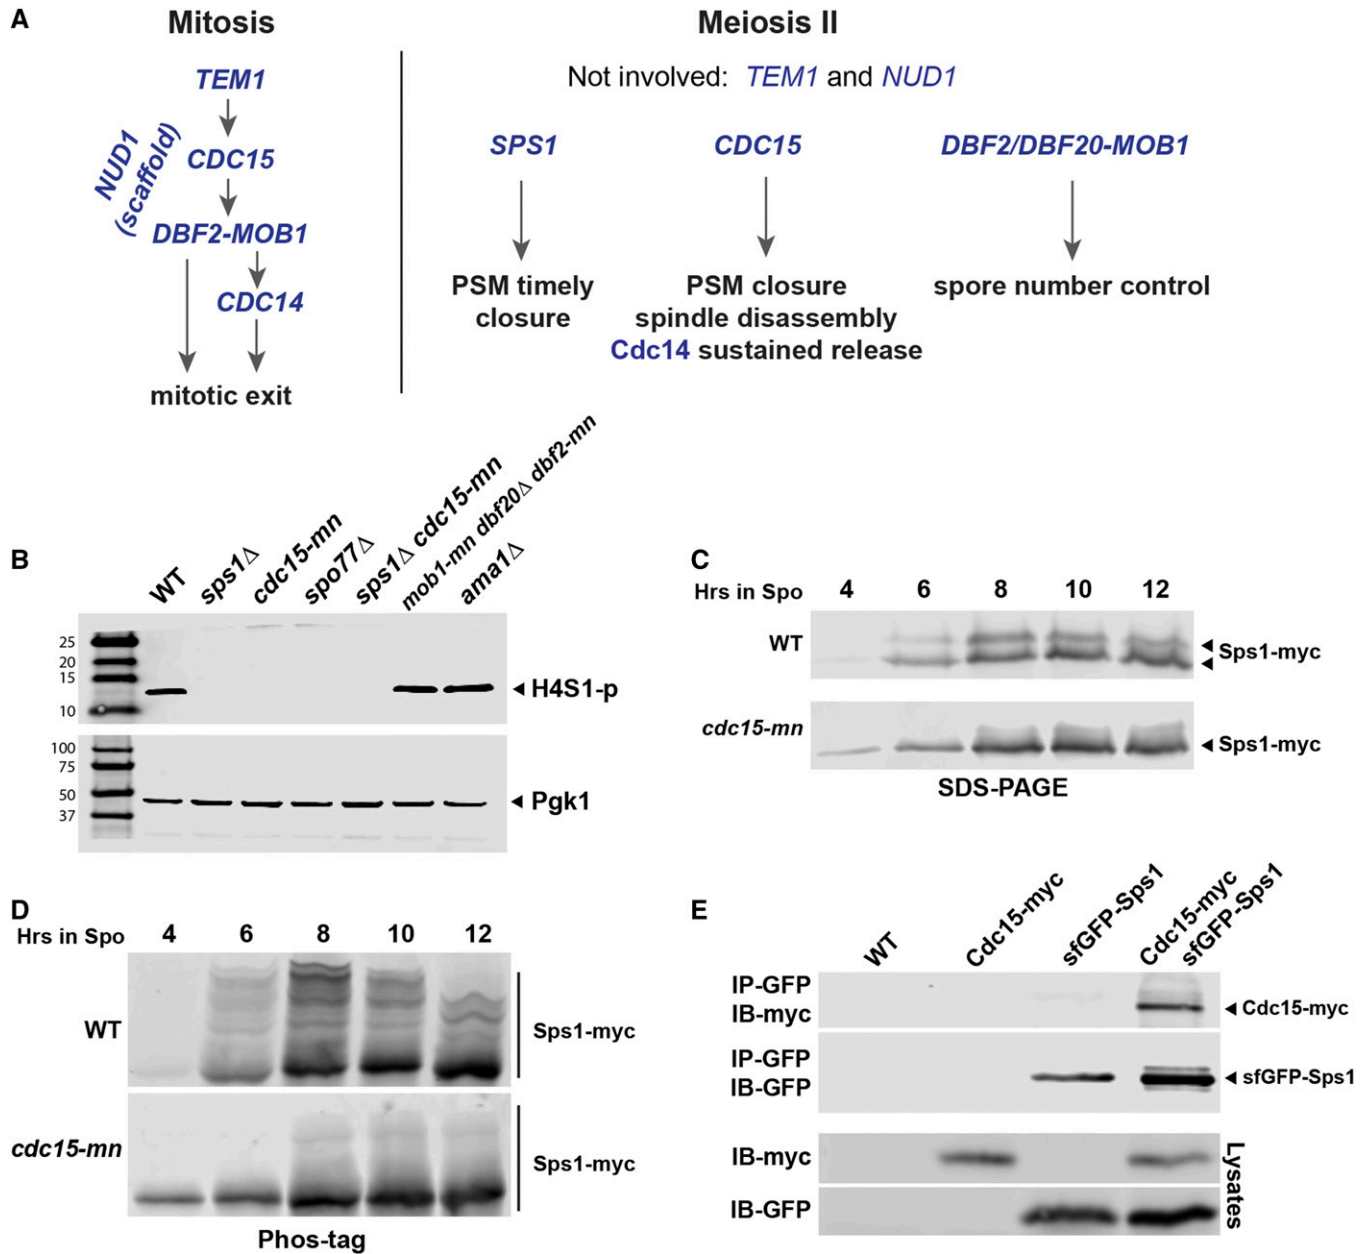 A
Mitosis
TEM1
NUD1
(scaffold)
CDC15
DBF2-MOB1
CDC14
mitotic exit
Meiosis II
Not involved: TEM1 and NUD1
SPS1
CDC15
DBF2/DBF20-MOB1
PSM timely
closure
PSM closure
spindle disassembly
Cdc14 sustained release
spore number control
B
WT
sps1Δ
cdc15-mn
spo77Δ
sps1Δ cdc15-mn
mob1-mn dbf20Δ dbf2-mn
ama1Δ
25
20
15
10
H4S1-p
100
75
50
37
Pgk1
C
Hrs in Spo 4 6 8 10 12
WT
Sps1-myc
cdc15-mn
Sps1-myc
SDS-PAGE
D
Hrs in Spo 4 6 8 10 12
WT
Sps1-myc
cdc15-mn
Sps1-myc
Phos-tag
E
WT
Cdc15-myc
sfGFP-Sps1
Cdc15-myc
sfGFP-Sps1
IP-GFP
IB-myc
Cdc15-myc
IP-GFP
IB-GFP
sfGFP-Sps1
IB-myc
IB-GFP
Lysates